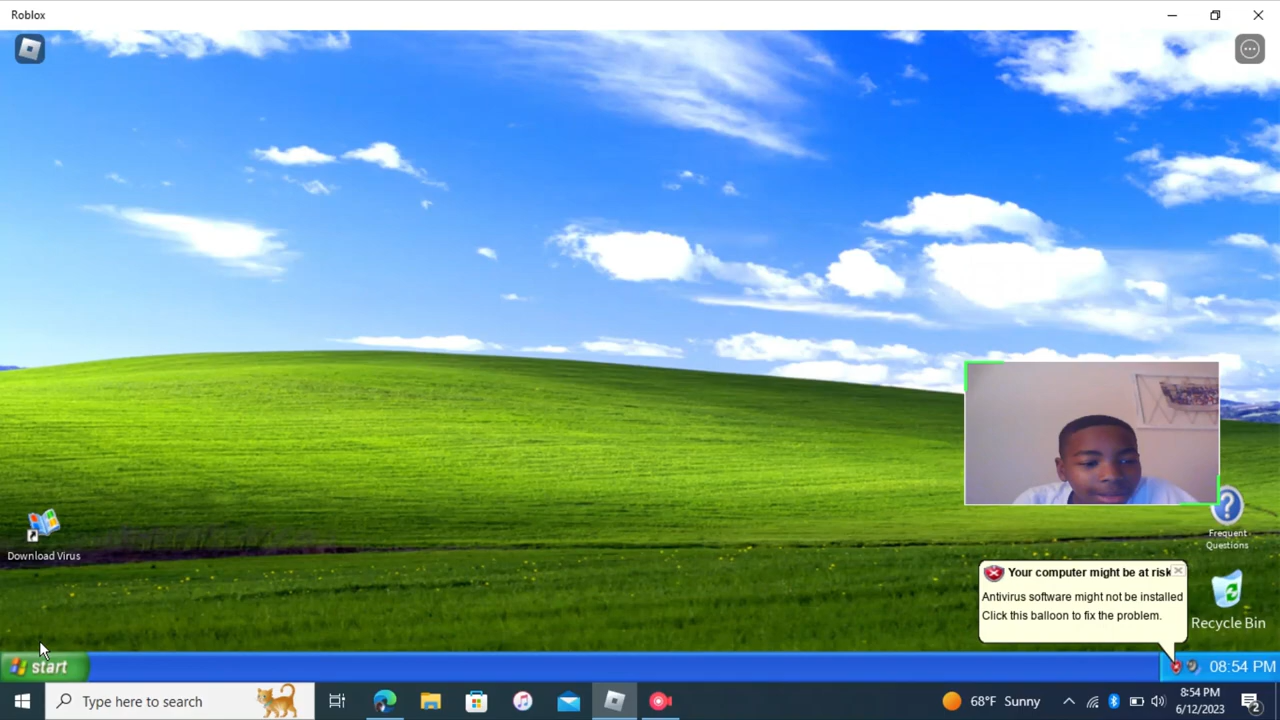 Roblox
Download Virus
Frequent
Questions
Your computer might be at risk
Antivirus software might not be installed
Click this balloon to fix the problem.
Recycle Bin
start
08:54 PM
Type here to search
68°F Sunny
8:54 PM
6/12/2023
2